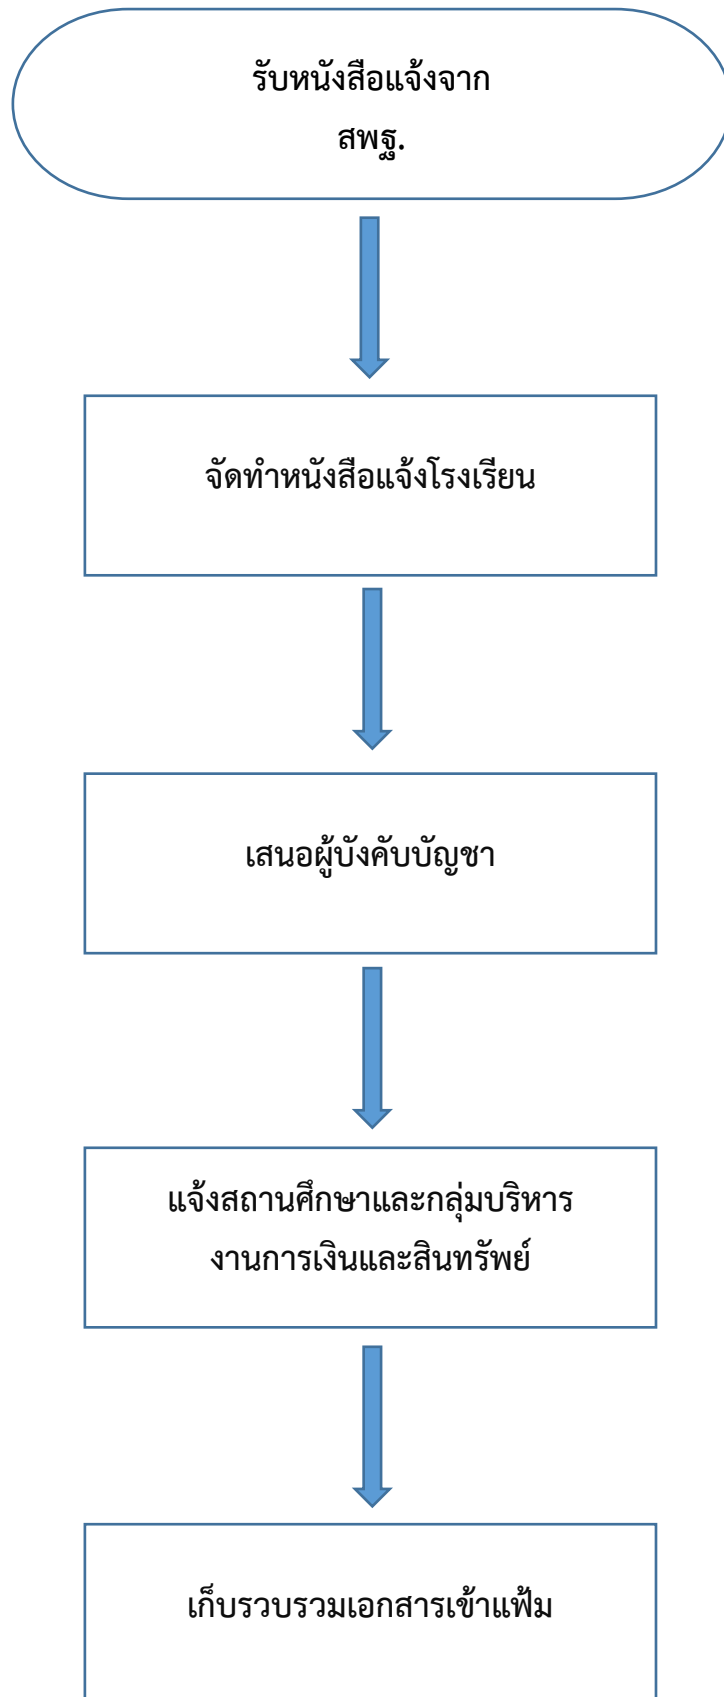 รับหนังสือแจ้งจาก
สพฐ.
จัดทำหนังสือแจ้งโรงเรียน
เสนอผู้บังคับบัญชา
แจ้งสถานศึกษาและกลุ่มบริหาร
งานการเงินและสินทรัพย์
เก็บรวบรวมเอกสารเข้าแฟ้ม